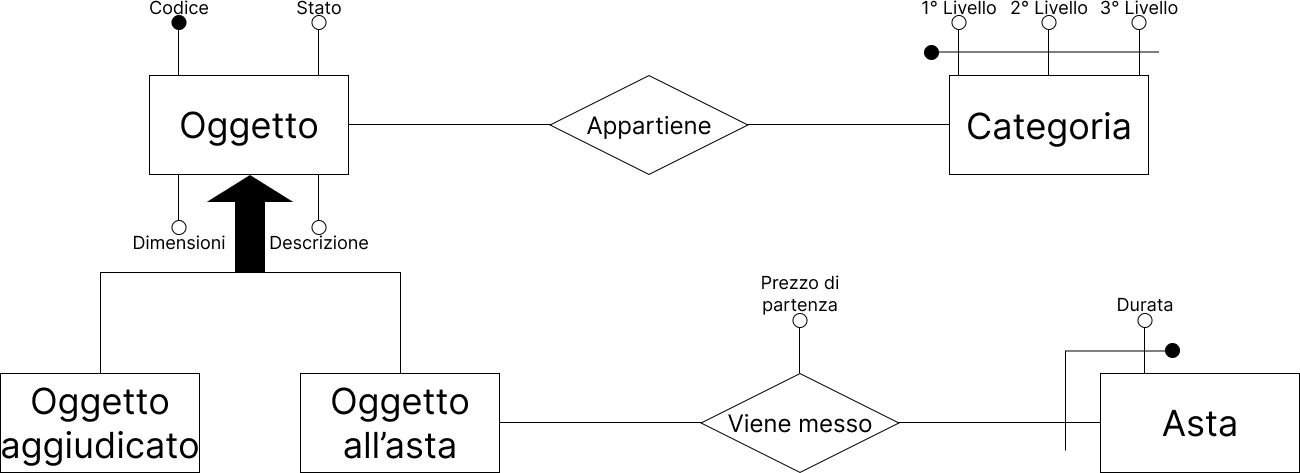 Codice
Stato
1° Livello
2° Livello
3° Livello
Oggetto
Appartiene
Categoria
Dimensioni
Descrizione
Prezzo di
partenza
Durata
Oggetto
aggiudicato
Oggetto
all’asta
Viene messo
Asta